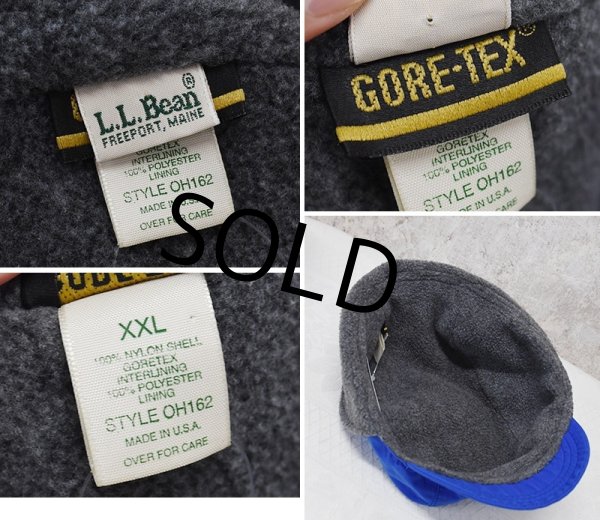 L.L.Bean®
FREEPORT, MAINE
GORETEX
INTERLINING
100% POLYESTER
LINING
STYLE OH162
MADE IN U.S.A.
OVER FOR CARE
GORE-TEX®
GORETEX
INTERLINING
100% POLYESTER
LINING
STYLE OH162
MADE IN U.S.A.
SOLD
XXL
100% NYLON SHELL
GORETEX
INTERLINING
100% POLYESTER
LINING
STYLE OH162
MADE IN U.S.A.
OVER FOR CARE